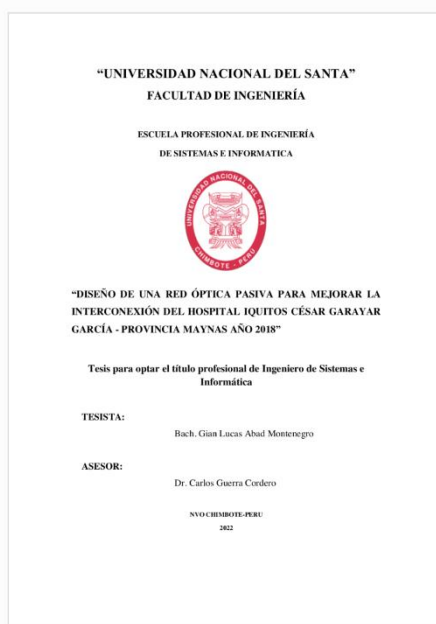 “UNIVERSIDAD NACIONAL DEL SANTA”
FACULTAD DE INGENIERÍA
ESCUELA PROFESIONAL DE INGENIERÍA
DE SISTEMAS E INFORMATICA
UNIVERSIDAD NACIONAL DEL SANTA
CHIMBOTE - PERU
“DISEÑO DE UNA RED ÓPTICA PASIVA PARA MEJORAR LA
INTERCONEXIÓN DEL HOSPITAL IQUITOS CÉSAR GARAYAR
GARCÍA - PROVINCIA MAYNAS AÑO 2018”
Tesis para optar el título profesional de Ingeniero de Sistemas e
Informática
TESISTA:
Bach. Gian Lucas Abad Montenegro
ASESOR:
Dr. Carlos Guerra Cordero
NVO CHIMBOTE-PERU
2022